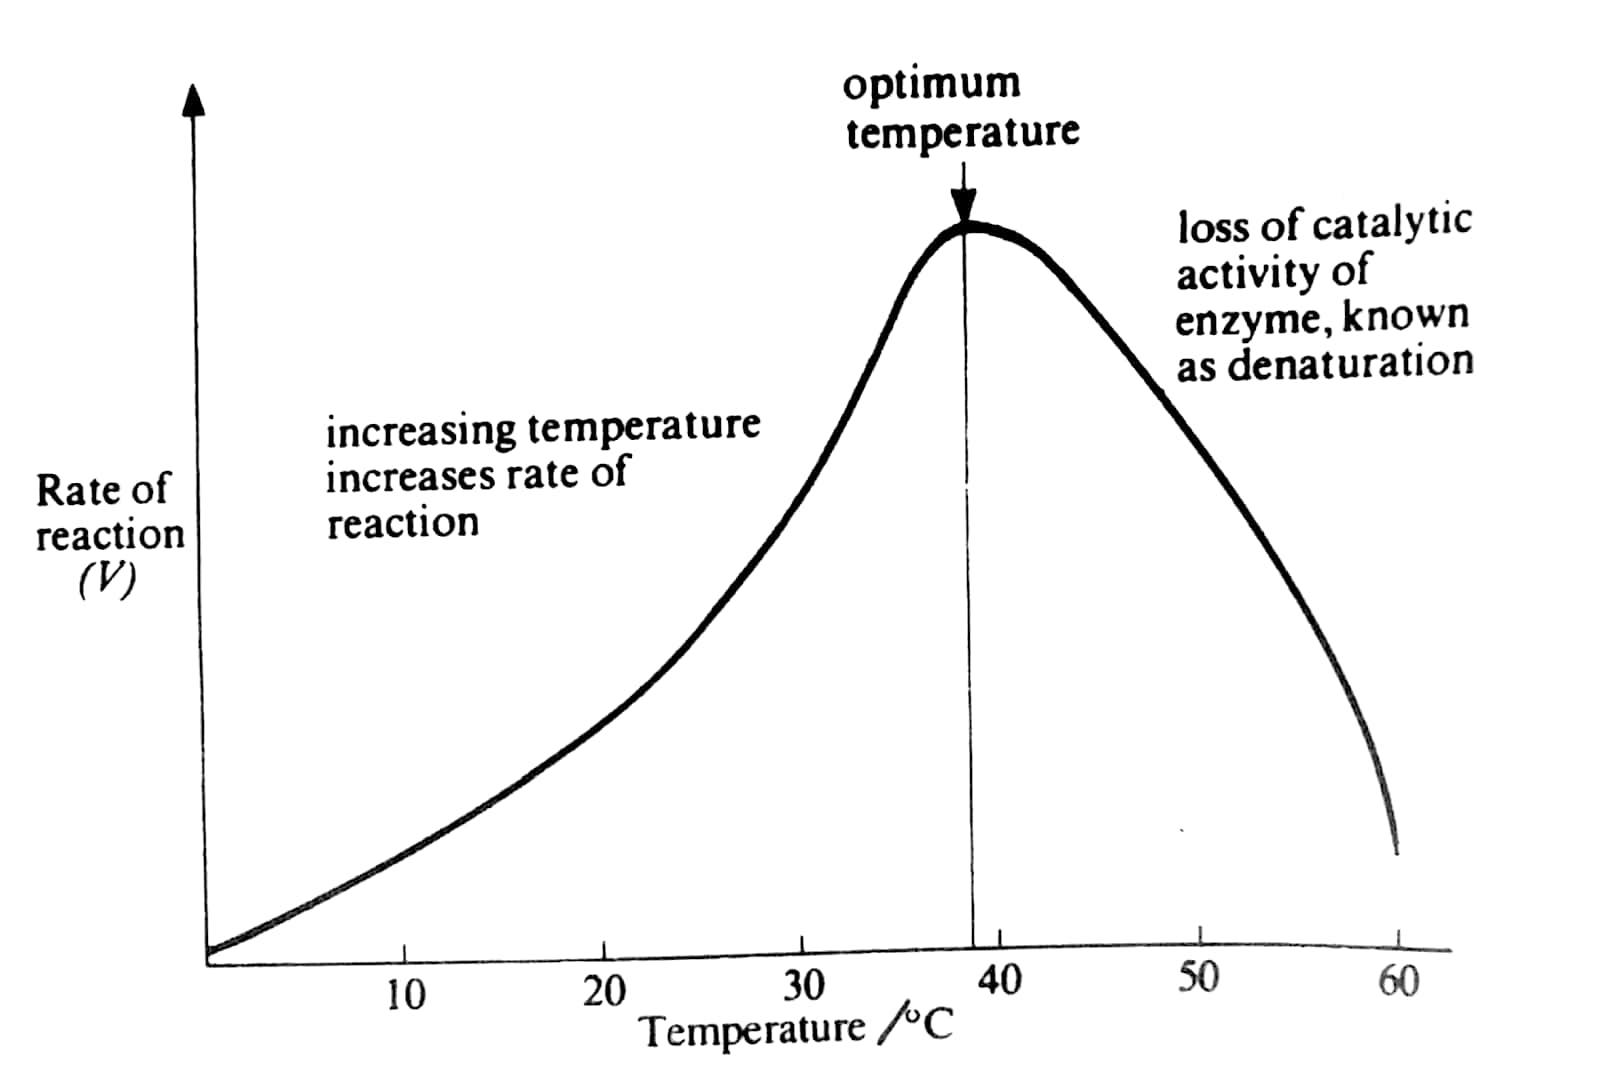 optimum
temperature
loss of catalytic
activity of
enzyme, known
as denaturation
increasing temperature
increases rate of
reaction
Rate of
reaction
(V)
10 20 30 40 50 60
Temperature /°C